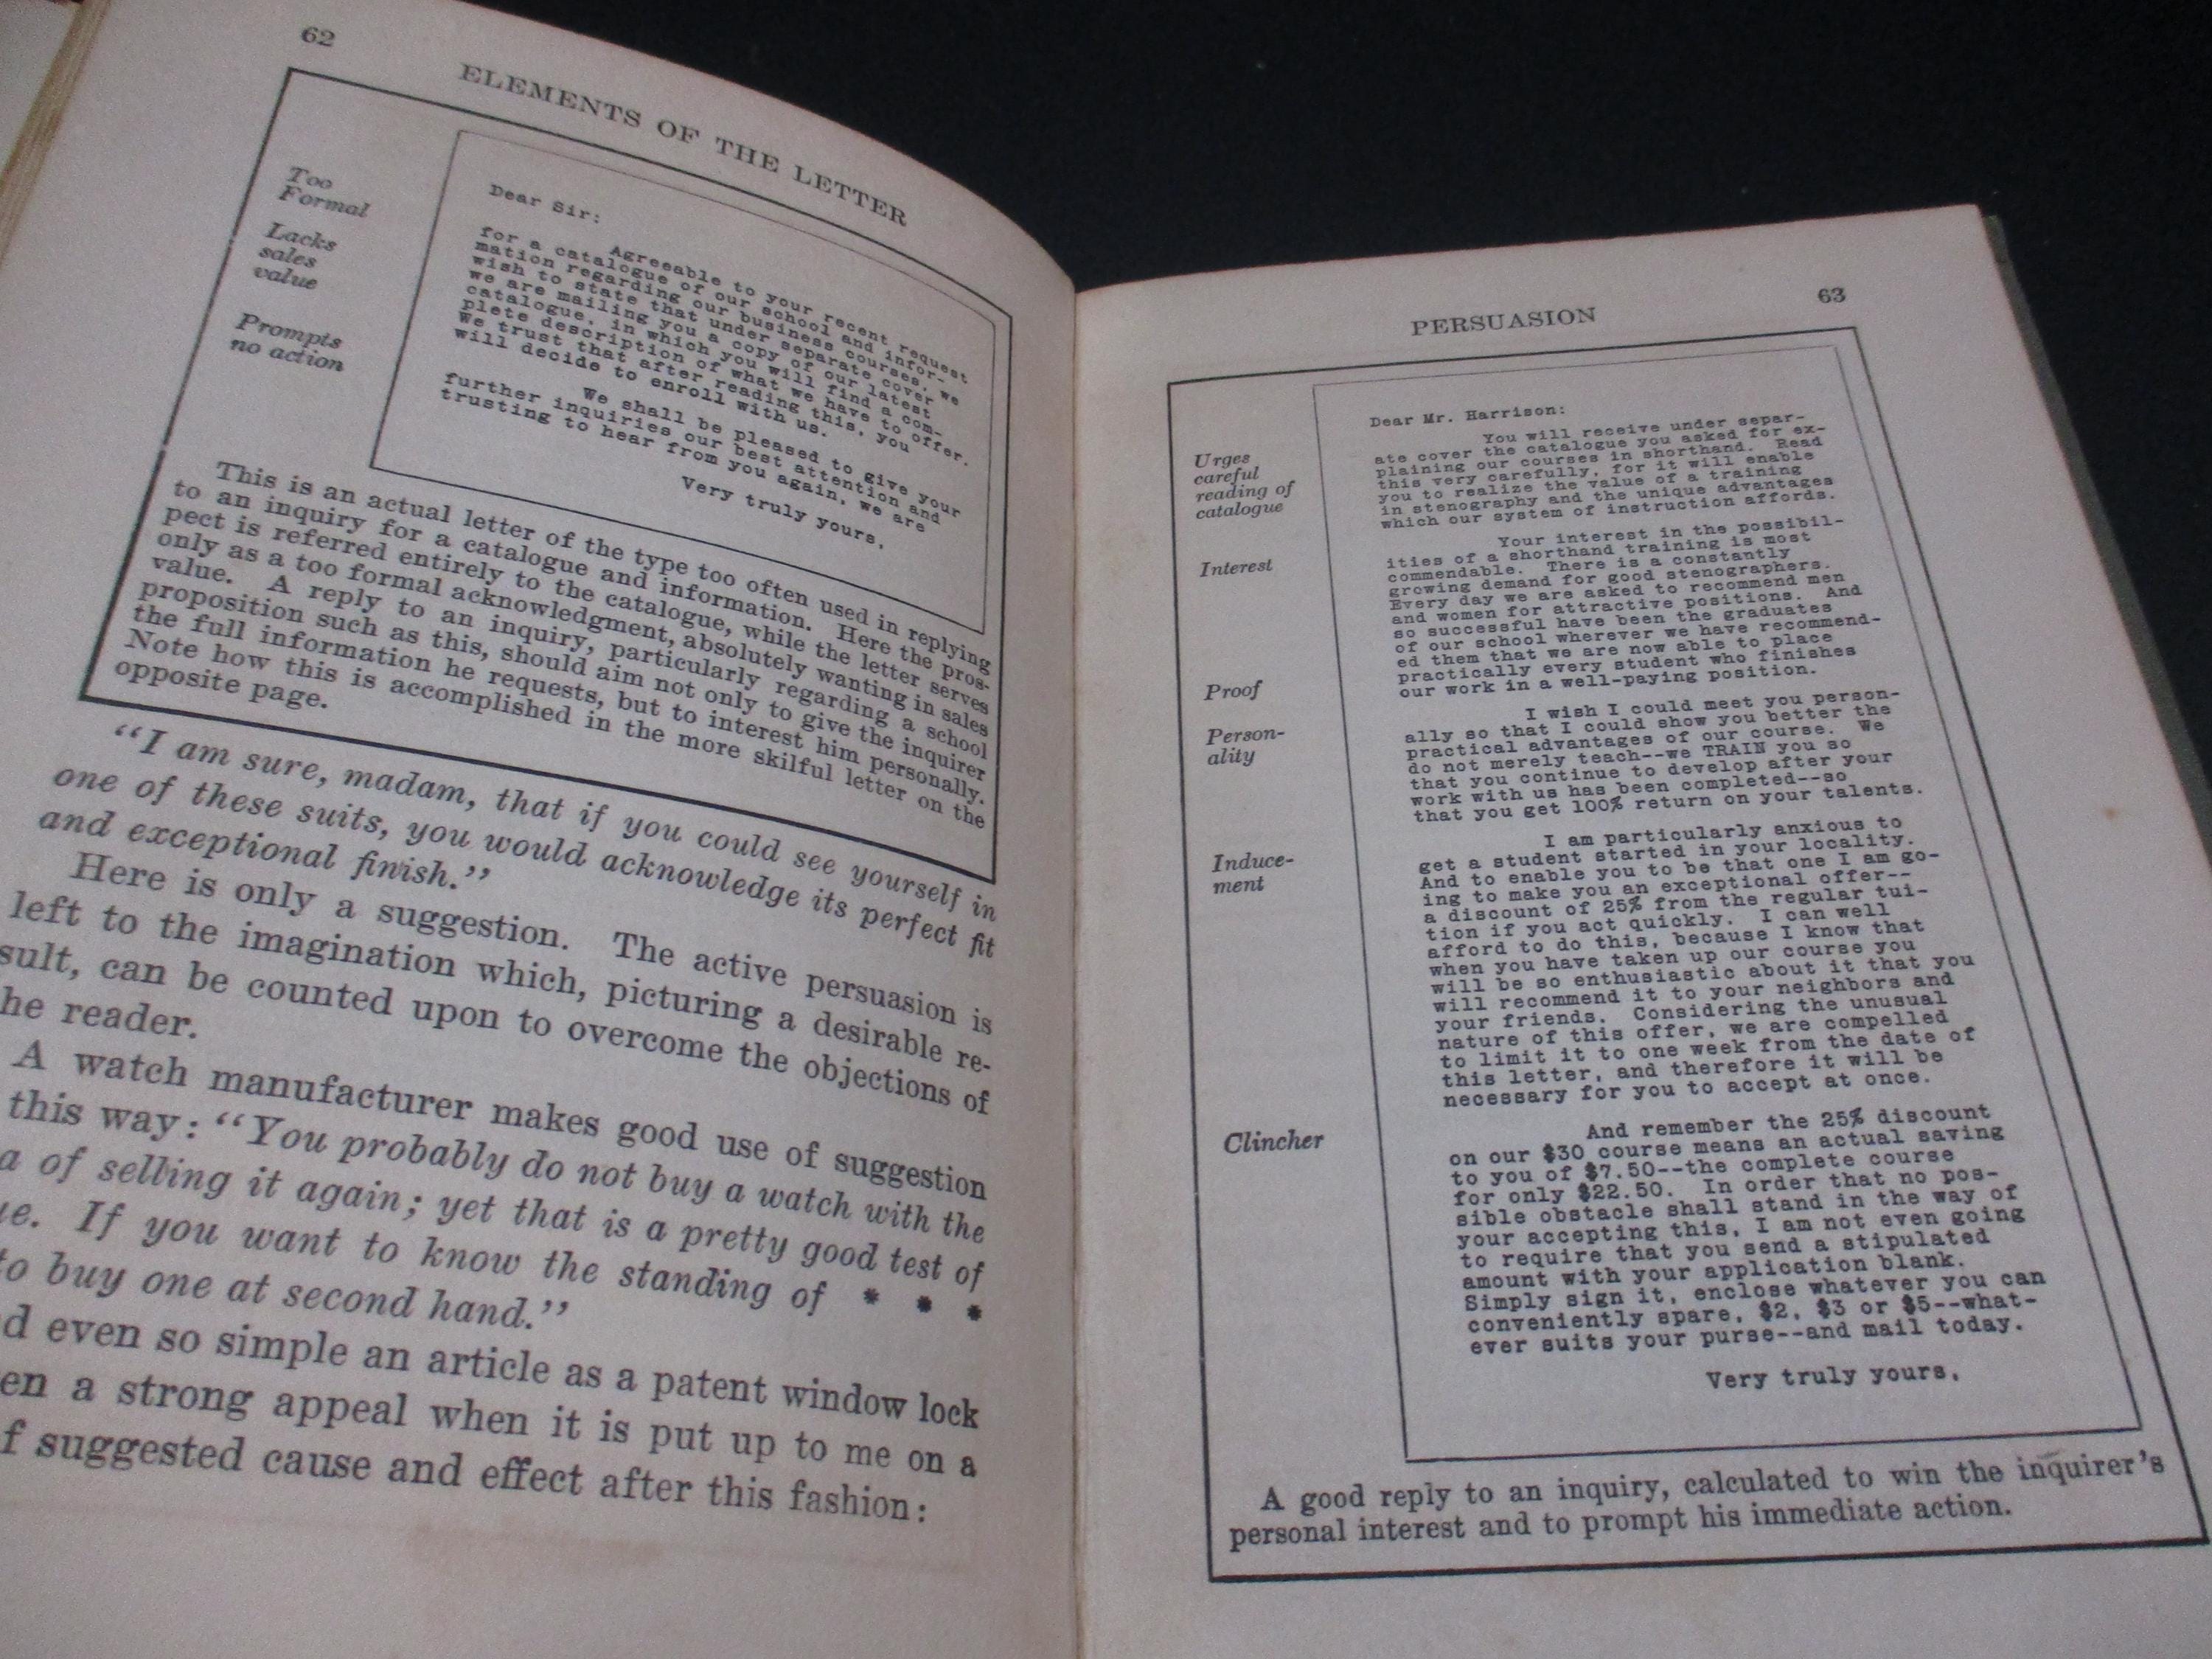 62
ELEMENTS OF THE LETTER
Too
Formal
Lacks
sales
value
Prompts
no action
Dear Sir:
Agreeable to your recent request
for a catalogue of our school and infor-
mation regarding our business courses, we
wish to state that under separate cover
we are mailing you a copy of our latest
catalogue, in which you will find a com-
plete description of what we have to offer.
We trust that after reading this, you
will decide to enroll with us.
We shall be pleased to give your
further inquiries our best attention and
trusting to hear from you again, we are
Very truly yours,
This is an actual letter of the type too often used in replying
to an inquiry for a catalogue and information. Here the pros-
pect is referred entirely to the catalogue, while the letter serves
only as a too formal acknowledgment, absolutely wanting in sales
value. A reply to an inquiry, particularly regarding a school
proposition such as this, should aim not only to give the inquirer
the full information he requests, but to interest him personally.
Note how this is accomplished in the more skilful letter on the
opposite page.
"I am sure, madam, that if you could see yourself in
one of these suits, you would acknowledge its perfect fit
and exceptional finish."
Here is only a suggestion. The active persuasion is
left to the imagination which, picturing a desirable re-
sult, can be counted upon to overcome the objections of
he reader.
A watch manufacturer makes good use of suggestion
this way: "You probably do not buy a watch with the
a of selling it again; yet that is a pretty good test of
ue. If you want to know the standing of * * *
to buy one at second hand."
d even so simple an article as a patent window lock
en a strong appeal when it is put up to me on a
f suggested cause and effect after this fashion:
PERSUASION
63
Urges
careful
reading of
catalogue
Interest
Proof
Person-
ality
Induce-
ment
Clincher
Dear Mr. Harrison:
You will receive under separ-
ate cover the catalogue you asked for ex-
plaining our courses in shorthand. Read
this very carefully, for it will enable
you to realize the value of a training
in stenography and the unique advantages
which our system of instruction affords.
Your interest in the possibil-
ities of a shorthand training is most
commendable. There is a constantly
growing demand for good stenographers.
Every day we are asked to recommend men
and women for attractive positions. And
so successful have been the graduates
of our school wherever we have recommend-
ed them that we are now able to place
practically every student who finishes
our work in a well-paying position.
I wish I could meet you person-
ally so that I could show you better the
practical advantages of our course. We
do not merely teach--we TRAIN you so
that you continue to develop after your
work with us has been completed--so
that you get 100% return on your talents.
I am particularly anxious to
get a student started in your locality.
And to enable you to be that one I am go-
ing to make you an exceptional offer--
a discount of 25% from the regular tui-
tion if you act quickly. I can well
afford to do this, because I know that
when you have taken up our course you
will be so enthusiastic about it that you
will recommend it to your neighbors and
your friends. Considering the unusual
nature of this offer, we are compelled
to limit it to one week from the date of
this letter, and therefore it will be
necessary for you to accept at once.
And remember the 25% discount
on our $30 course means an actual saving
to you of $7.50--the complete course
for only $22.50. In order that no pos-
sible obstacle shall stand in the way of
your accepting this, I am not even going
to require that you send a stipulated
amount with your application blank.
Simply sign it, enclose whatever you can
conveniently spare, $2, $3 or $5--what-
ever suits your purse--and mail today.
Very truly yours,
A good reply to an inquiry, calculated to win the inquirer's
personal interest and to prompt his immediate action.